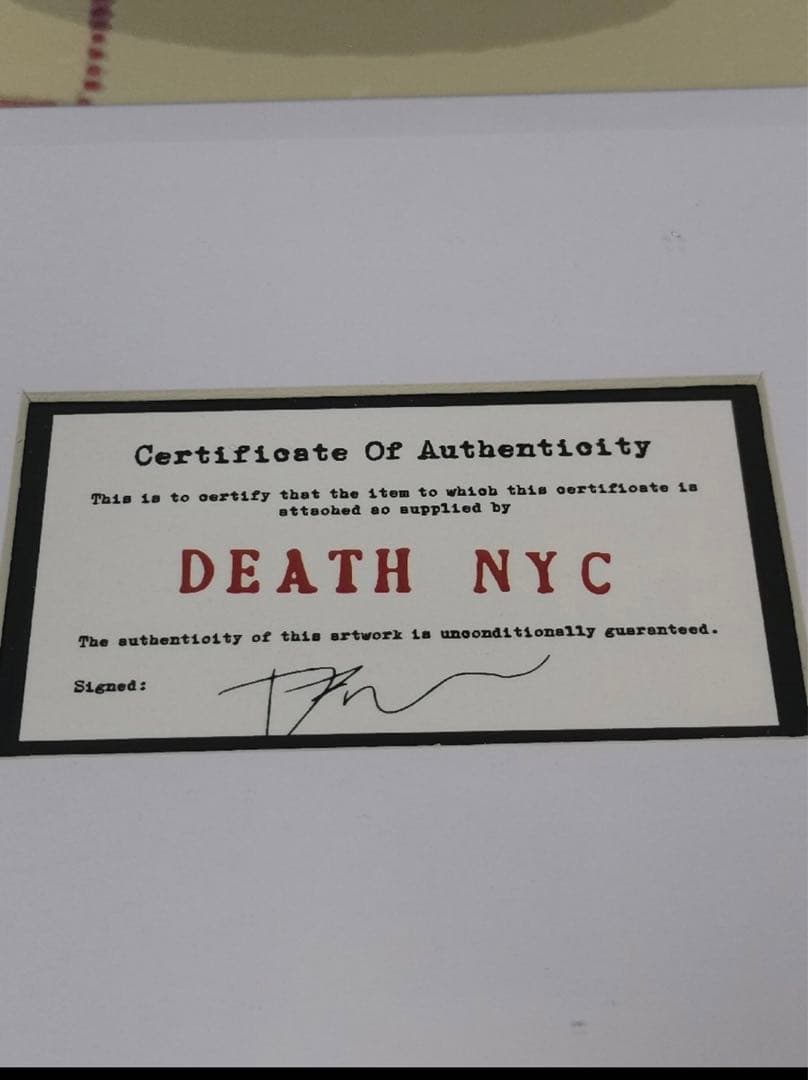 Certificate Of Authenticity
This is to certify that the item to which this certificate is
attached so supplied by
DEATH NYC
The authenticity of this artwork is unconditionally guaranteed.
Signed: